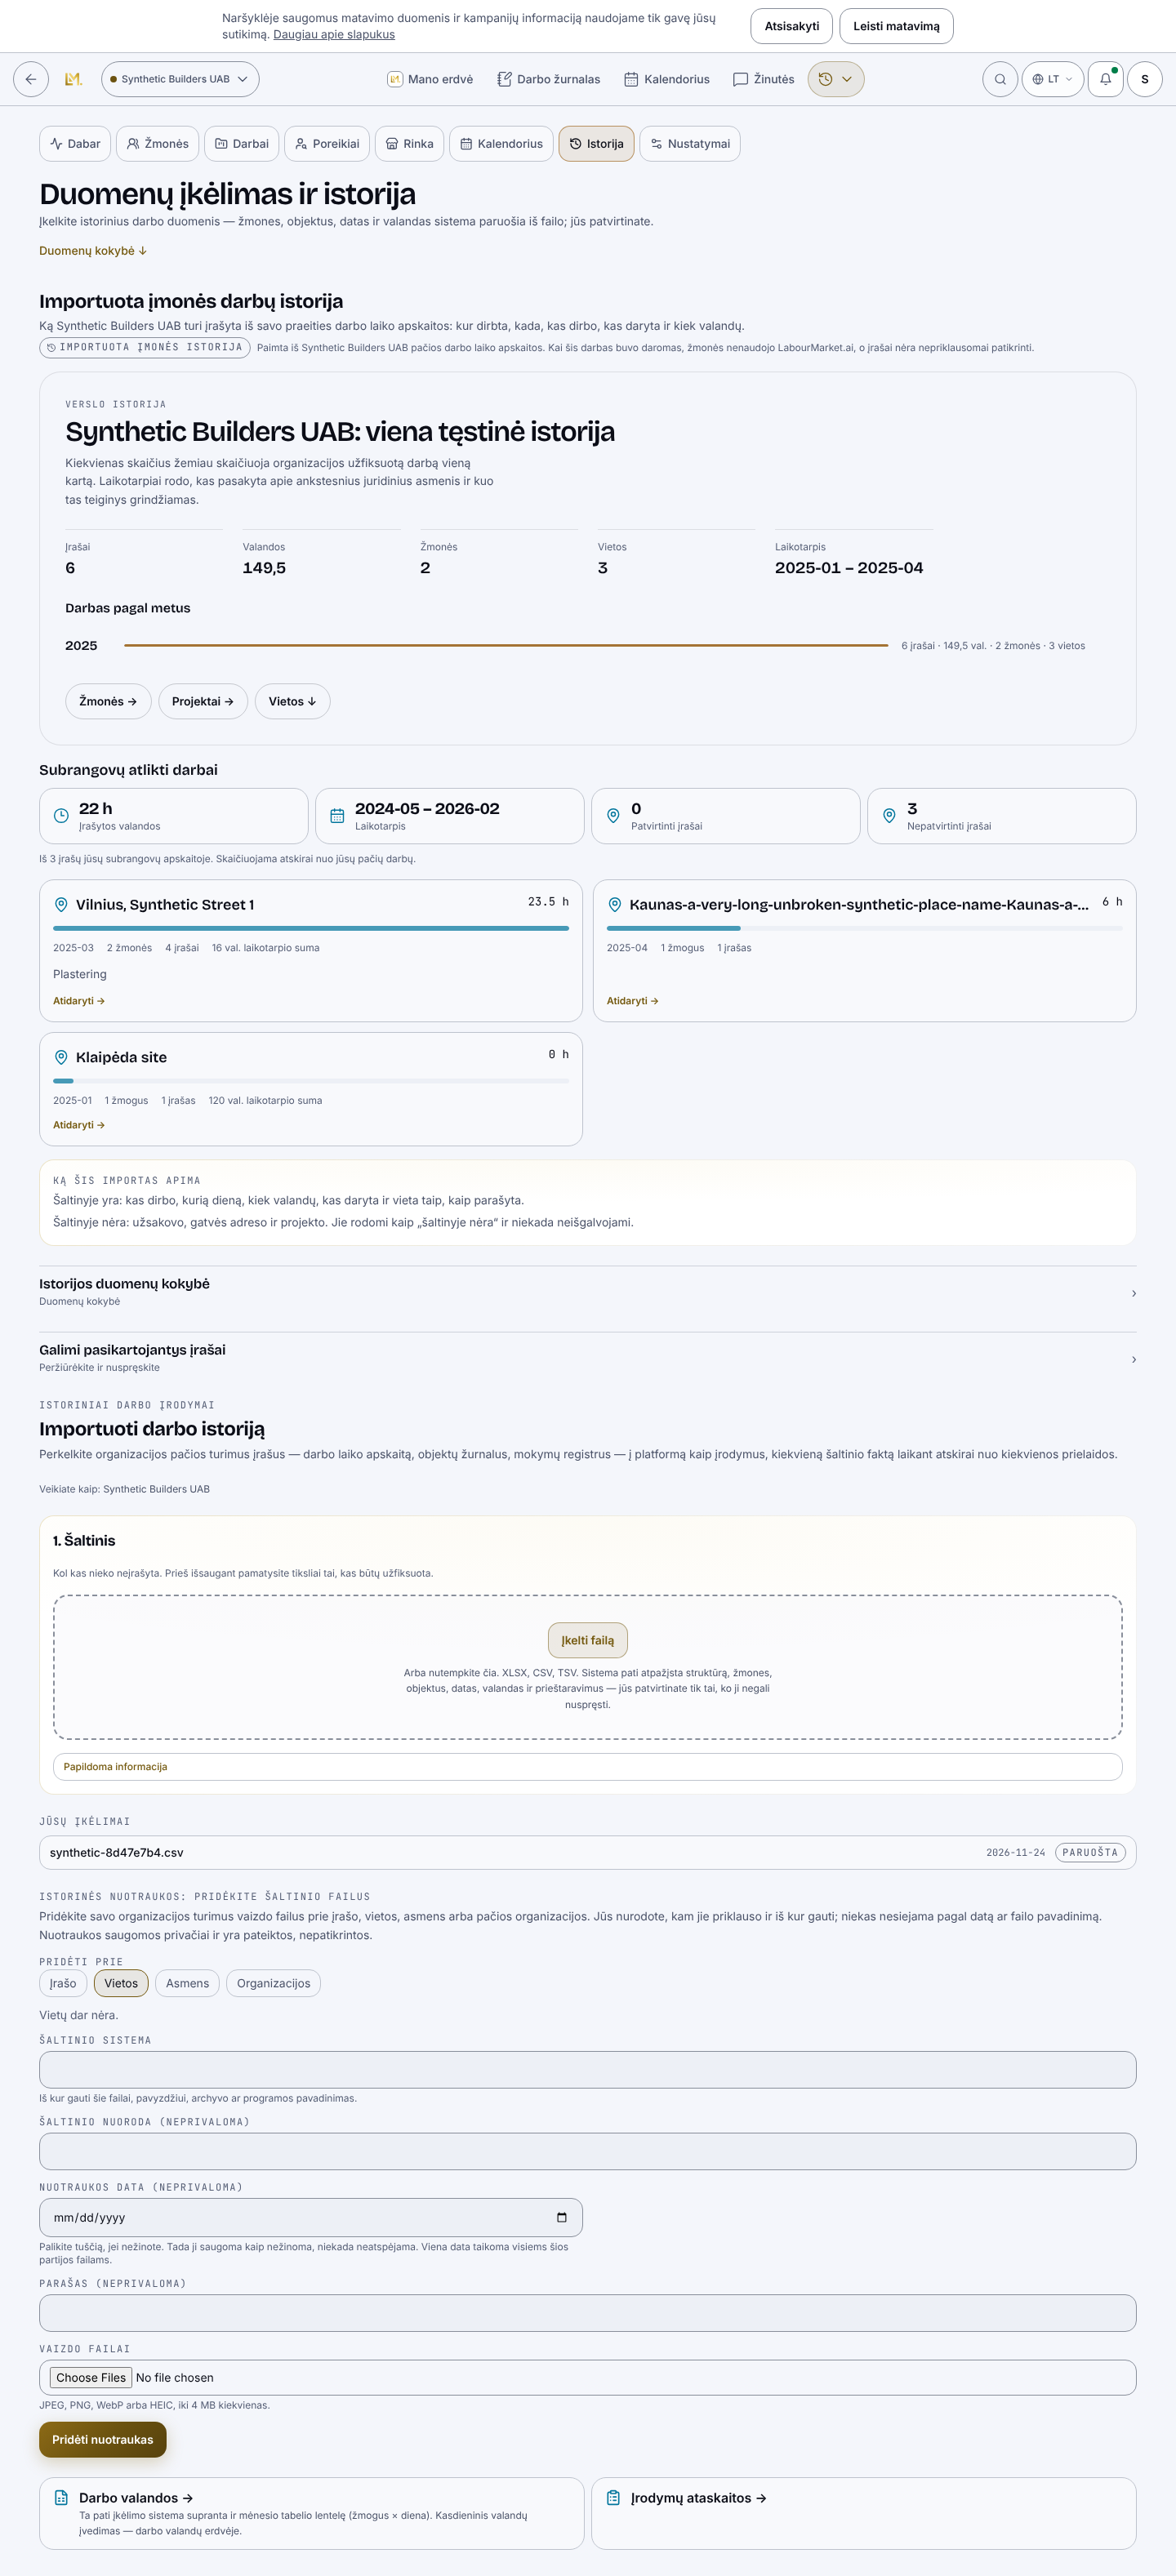 Naršyklėje saugomus matavimo duomenis ir kampanijų informaciją naudojame tik gavę jūsų
sutikimą. Daugiau apie slapukus
Atsisakyti
Leisti matavimą
LM
Synthetic Builders UAB
LM
Mano erdvė
Darbo žurnalas
Kalendorius
Žinutės
LT
S
Dabar
Žmonės
Darbai
Poreikiai
Rinka
Kalendorius
Istorija
Nustatymai
Duomenų įkėlimas ir istorija
Įkelkite istorinius darbo duomenis — žmones, objektus, datas ir valandas sistema paruošia iš failo; jūs patvirtinate.
Duomenų kokybė ↓
Importuota įmonės darbų istorija
Ką Synthetic Builders UAB turi įrašyta iš savo praeities darbo laiko apskaitos: kur dirbta, kada, kas dirbo, kas daryta ir kiek valandų.
IMPORTUOTA ĮMONĖS ISTORIJA
Paimta iš Synthetic Builders UAB pačios darbo laiko apskaitos. Kai šis darbas buvo daromas, žmonės nenaudojo LabourMarket.ai, o įrašai nėra nepriklausomai patikrinti.
VERSLO ISTORIJA
Synthetic Builders UAB: viena tęstinė istorija
Kiekvienas skaičius žemiau skaičiuoja organizacijos užfiksuotą darbą vieną
kartą. Laikotarpiai rodo, kas pasakyta apie ankstesnius juridinius asmenis ir kuo
tas teiginys grindžiamas.
Įrašai
6
Valandos
149,5
Žmonės
2
Vietos
3
Laikotarpis
2025-01 – 2025-04
Darbas pagal metus
2025
6 įrašai · 149,5 val. · 2 žmonės · 3 vietos
Žmonės →
Projektai →
Vietos ↓
Subrangovų atlikti darbai
22 h
Įrašytos valandos
2024-05 – 2026-02
Laikotarpis
0
Patvirtinti įrašai
3
Nepatvirtinti įrašai
Iš 3 įrašų jūsų subrangovų apskaitoje. Skaičiuojama atskirai nuo jūsų pačių darbų.
Vilnius, Synthetic Street 1
23.5 h
2025-03 2 žmonės 4 įrašai 16 val. laikotarpio suma
Plastering
Atidaryti →
Kaunas-a-very-long-unbroken-synthetic-place-name-Kaunas-a-...
6 h
2025-04 1 žmogus 1 įrašas
Atidaryti →
Klaipėda site
0 h
2025-01 1 žmogus 1 įrašas 120 val. laikotarpio suma
Atidaryti →
KĄ ŠIS IMPORTAS APIMA
Šaltinyje yra: kas dirbo, kurią dieną, kiek valandų, kas daryta ir vieta taip, kaip parašyta.
Šaltinyje nėra: užsakovo, gatvės adreso ir projekto. Jie rodomi kaip „šaltinyje nėra“ ir niekada neišgalvojami.
Istorijos duomenų kokybė
Duomenų kokybė
›
Galimi pasikartojantys įrašai
Peržiūrėkite ir nuspręskite
›
ISTORINIAI DARBO ĮRODYMAI
Importuoti darbo istoriją
Perkelkite organizacijos pačios turimus įrašus — darbo laiko apskaitą, objektų žurnalus, mokymų registrus — į platformą kaip įrodymus, kiekvieną šaltinio faktą laikant atskirai nuo kiekvienos prielaidos.
Veikiate kaip: Synthetic Builders UAB
1. Šaltinis
Kol kas nieko neįrašyta. Prieš išsaugant pamatysite tiksliai tai, kas būtų užfiksuota.
Įkelti failą
Arba nutempkite čia. XLSX, CSV, TSV. Sistema pati atpažįsta struktūrą, žmones,
objektus, datas, valandas ir prieštaravimus — jūs patvirtinate tik tai, ko ji negali
nuspręsti.
Papildoma informacija
JŪSŲ ĮKĖLIMAI
synthetic-8d47e7b4.csv
2026-11-24
PARUOŠTA
ISTORINĖS NUOTRAUKOS: PRIDĖKITE ŠALTINIO FAILUS
Pridėkite savo organizacijos turimus vaizdo failus prie įrašo, vietos, asmens arba pačios organizacijos. Jūs nurodote, kam jie priklauso ir iš kur gauti; niekas nesiejama pagal datą ar failo pavadinimą.
Nuotraukos saugomos privačiai ir yra pateiktos, nepatikrintos.
PRIDĖTI PRIE
Įrašo
Vietos
Asmens
Organizacijos
Vietų dar nėra.
ŠALTINIO SISTEMA
Iš kur gauti šie failai, pavyzdžiui, archyvo ar programos pavadinimas.
ŠALTINIO NUORODA (NEPRIVALOMA)
NUOTRAUKOS DATA (NEPRIVALOMA)
mm/dd/yyyy
Palikite tuščią, jei nežinote. Tada ji saugoma kaip nežinoma, niekada neatspėjama. Viena data taikoma visiems šios
partijos failams.
PARAŠAS (NEPRIVALOMA)
VAIZDO FAILAI
Choose Files No file chosen
JPEG, PNG, WebP arba HEIC, iki 4 MB kiekvienas.
Pridėti nuotraukas
Darbo valandos →
Ta pati įkėlimo sistema supranta ir mėnesio tabelio lentelę (žmogus × diena). Kasdieninis valandų
įvedimas — darbo valandų erdvėje.
Įrodymų ataskaitos →